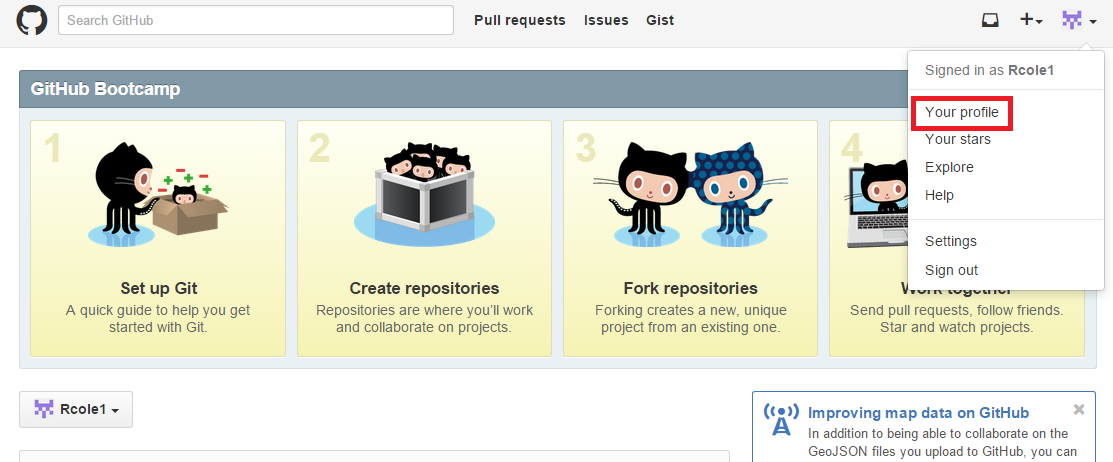 Search GitHub
Pull requests Issues Gist
Signed in as Rcole1
Your profile
Your stars
Explore
Help
Settings
Sign out
GitHub Bootcamp
1
Set up Git
A quick guide to help you get
started with Git.
2
Create repositories
Repositories are where you'll work
and collaborate on projects.
3
Fork repositories
Forking creates a new, unique
project from an existing one.
4
Work together
Send pull requests, follow friends.
Star and watch projects.
Rcole1
Improving map data on GitHub
In addition to being able to collaborate on the
GeoJSON files you upload to GitHub, you can